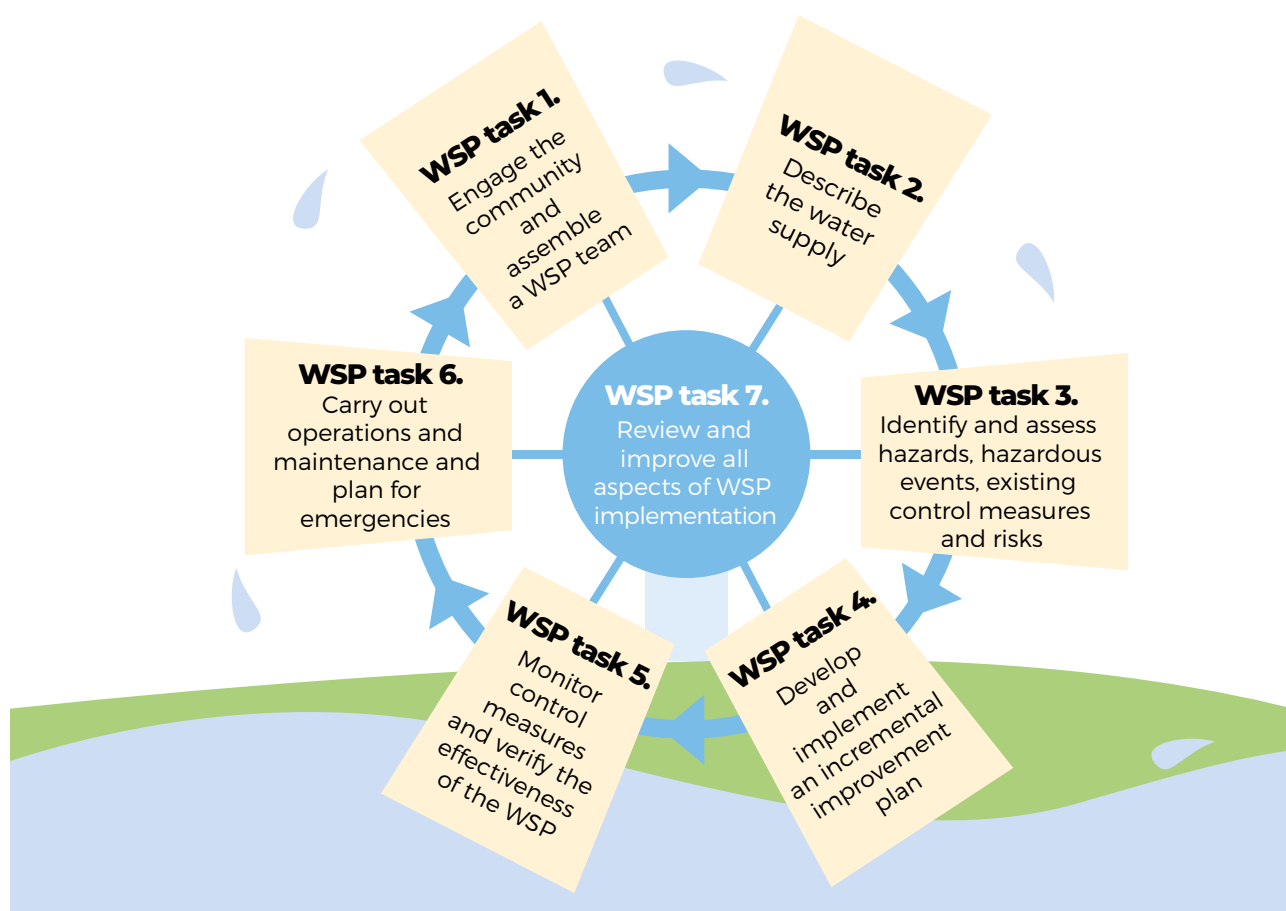 WSP task 1.
Engage the
community
and
assemble
a WSP team
WSP task 2.
Describe
the water
supply
WSP task 3.
Identify and assess
hazards, hazardous
events, existing
control measures
and risks
WSP task 4.
Develop
and
implement
an incremental
improvement
plan
WSP task 5.
Monitor
control
measures
and verify the
effectiveness
of the WSP
WSP task 6.
Carry out
operations and
maintenance and
plan for
emergencies
WSP task 7.
Review and
improve all
aspects of WSP
implementation